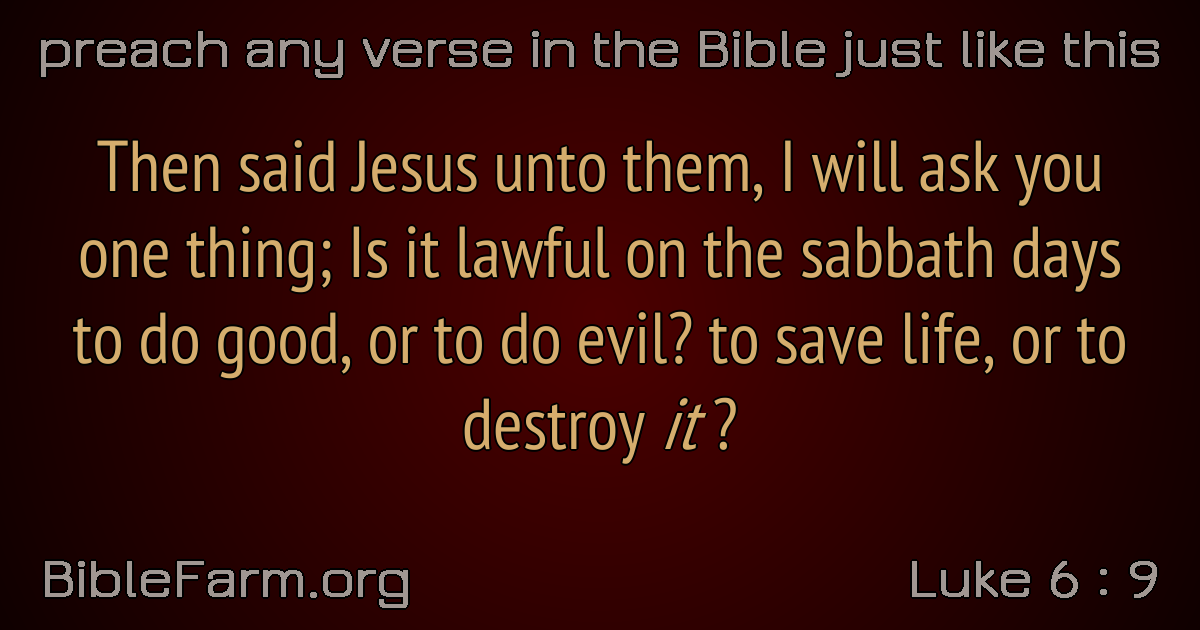 preach any verse in the Bible just like this
Then said Jesus unto them, I will ask you
one thing; Is it lawful on the sabbath days
to do good, or to do evil? to save life, or to
destroy it ?
BibleFarm.org
Luke 6 : 9